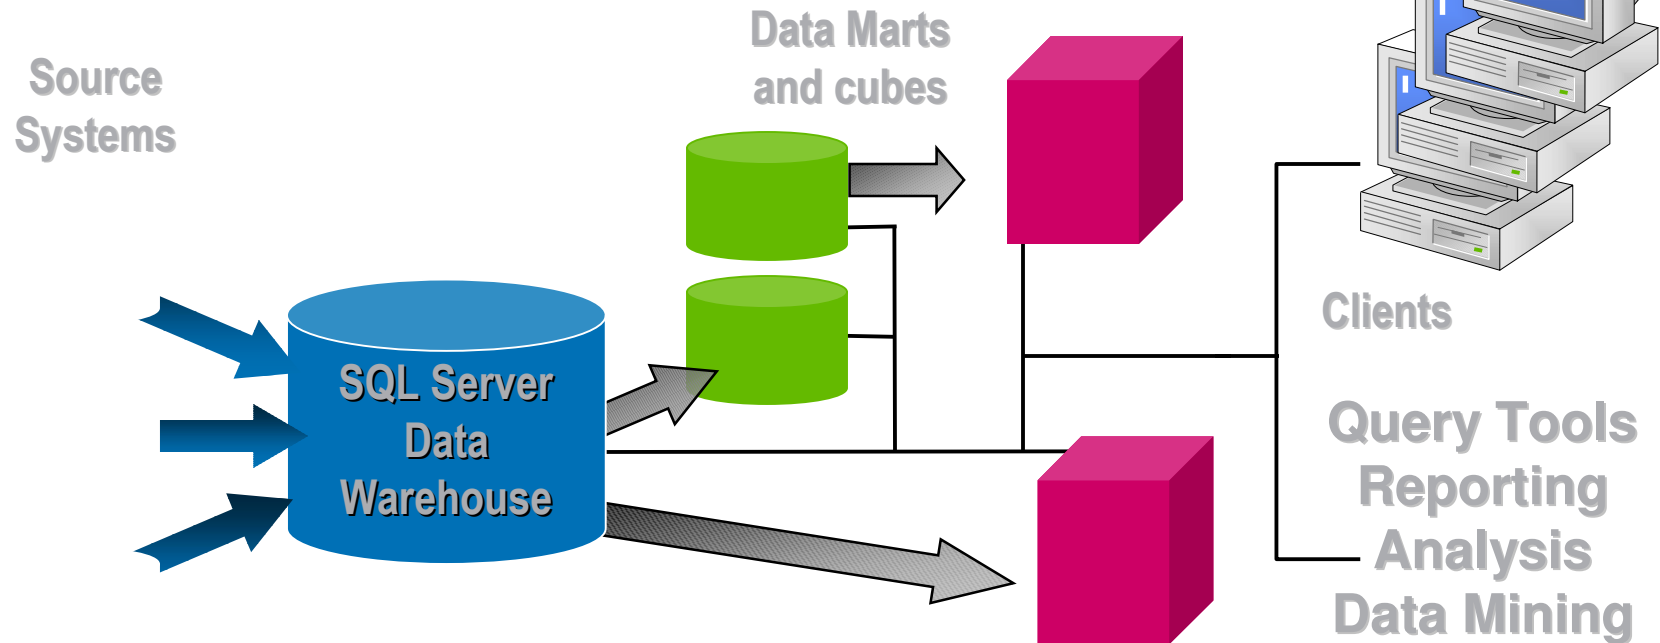 Source
Systems
Data Marts
and cubes
SQL Server
Data
Warehouse
Clients
Query Tools
Reporting
Analysis
Data Mining